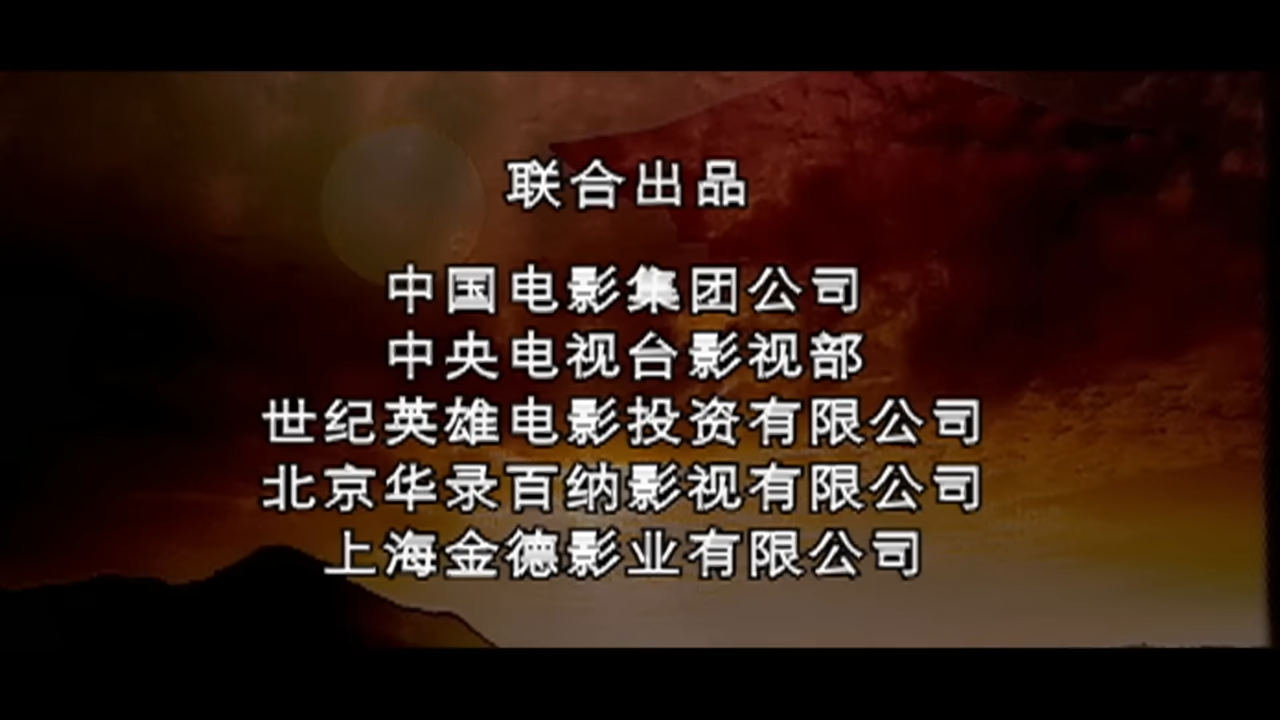 联合出品
中国电影集团公司
中央电视台影视部
世纪英雄电影投资有限公司
北京华录百纳影视有限公司
上海金德影业有限公司